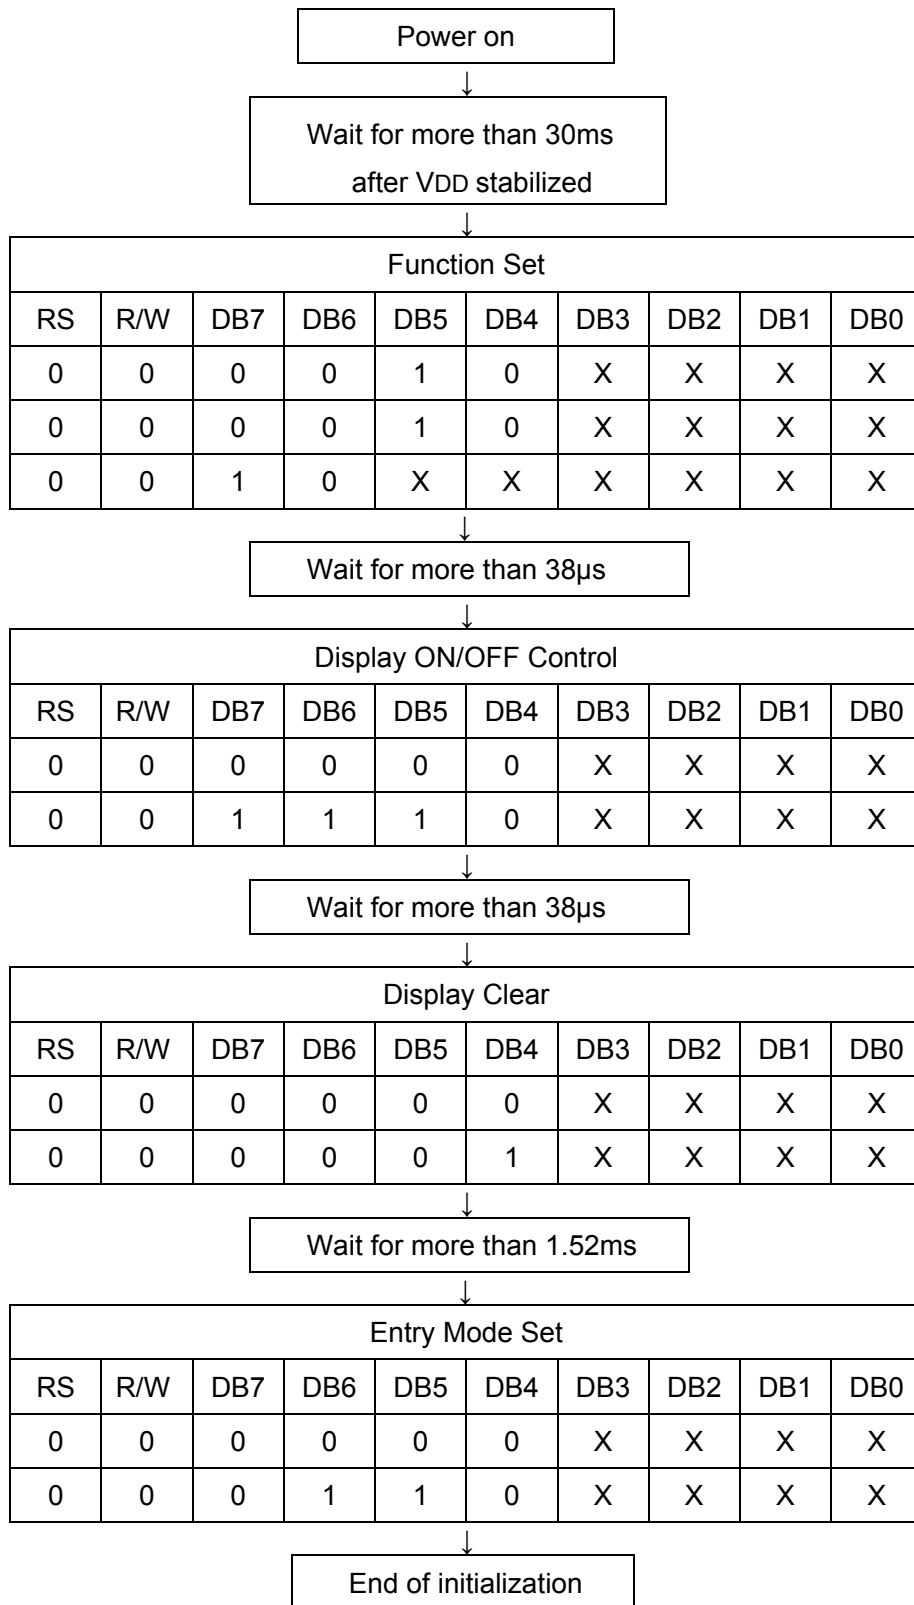 Power on
↓
Wait for more than 30ms
after VDD stabilized
↓
Function Set
RS R/W DB7 DB6 DB5 DB4 DB3 DB2 DB1 DB0
0 0 0 0 1 0 X X X X
0 0 0 0 1 0 X X X X
0 0 1 0 X X X X X X
↓
Wait for more than 38µs
↓
Display ON/OFF Control
RS R/W DB7 DB6 DB5 DB4 DB3 DB2 DB1 DB0
0 0 0 0 0 0 X X X X
0 0 1 1 1 0 X X X X
↓
Wait for more than 38µs
↓
Display Clear
RS R/W DB7 DB6 DB5 DB4 DB3 DB2 DB1 DB0
0 0 0 0 0 0 X X X X
0 0 0 0 0 1 X X X X
↓
Wait for more than 1.52ms
↓
Entry Mode Set
RS R/W DB7 DB6 DB5 DB4 DB3 DB2 DB1 DB0
0 0 0 0 0 0 X X X X
0 0 0 1 1 0 X X X X
↓
End of initialization